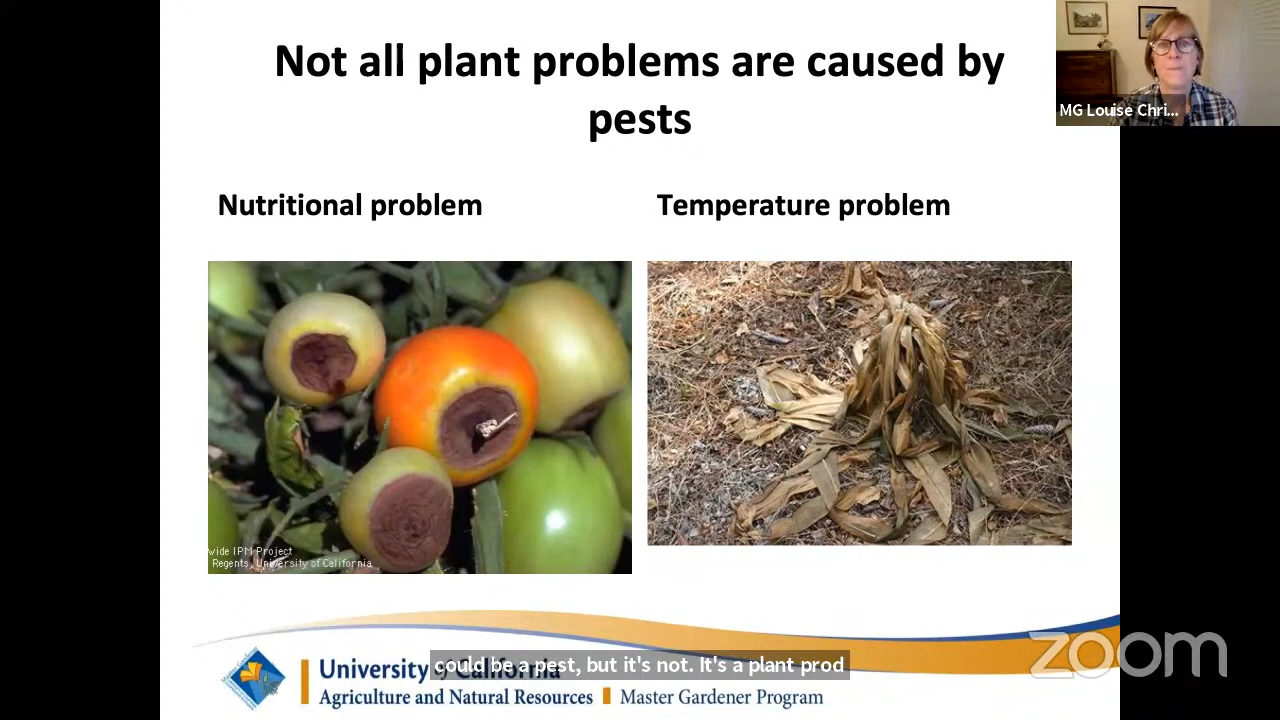 Not all plant problems are caused by
pests
MG Louise Chri...
Nutritional problem
Temperature problem
wide IPM Project
Regents, University of California
zoom
University of California
could be a pest, but it's not. It's a plant prod
Agriculture and Natural Resources
Master Gardener Program